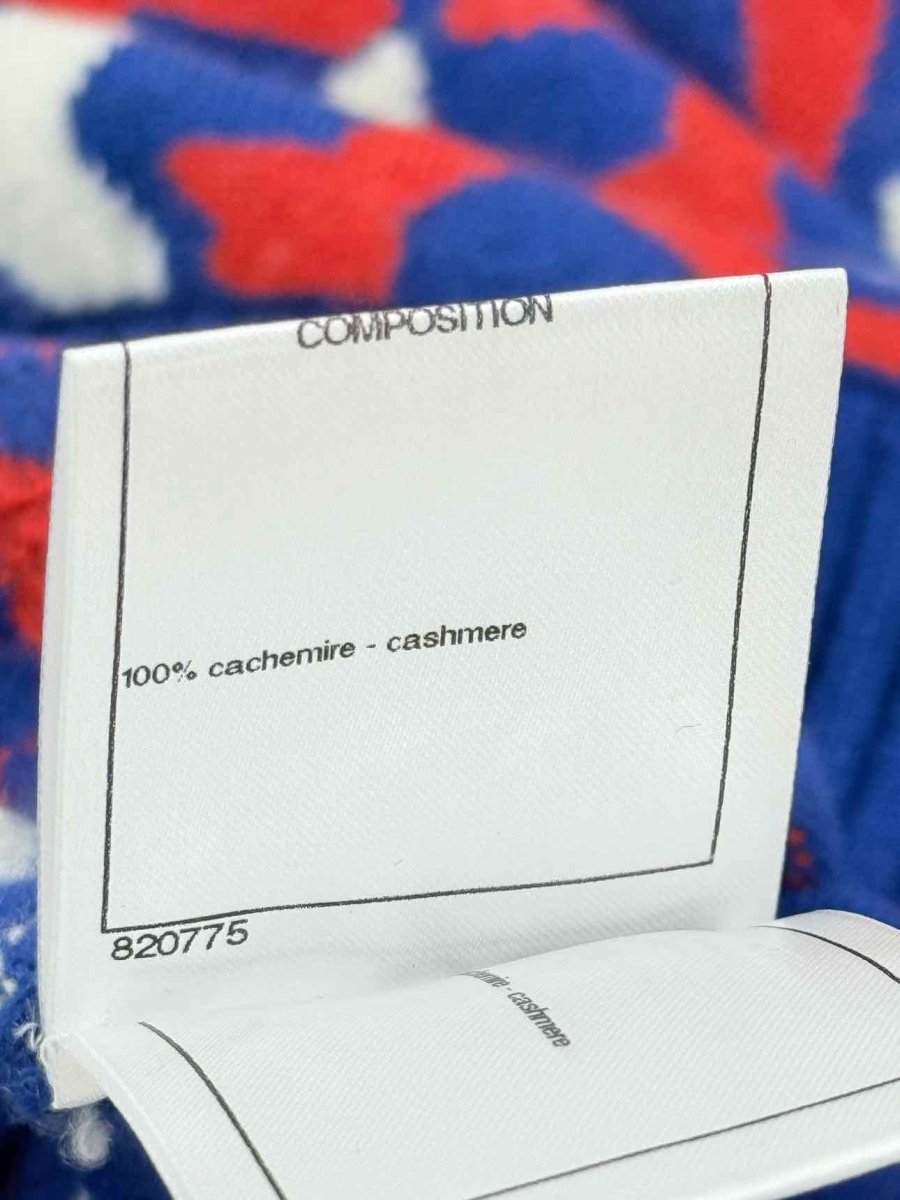 COMPOSITION
100% cachemire - cashmere
820775
- cashmere